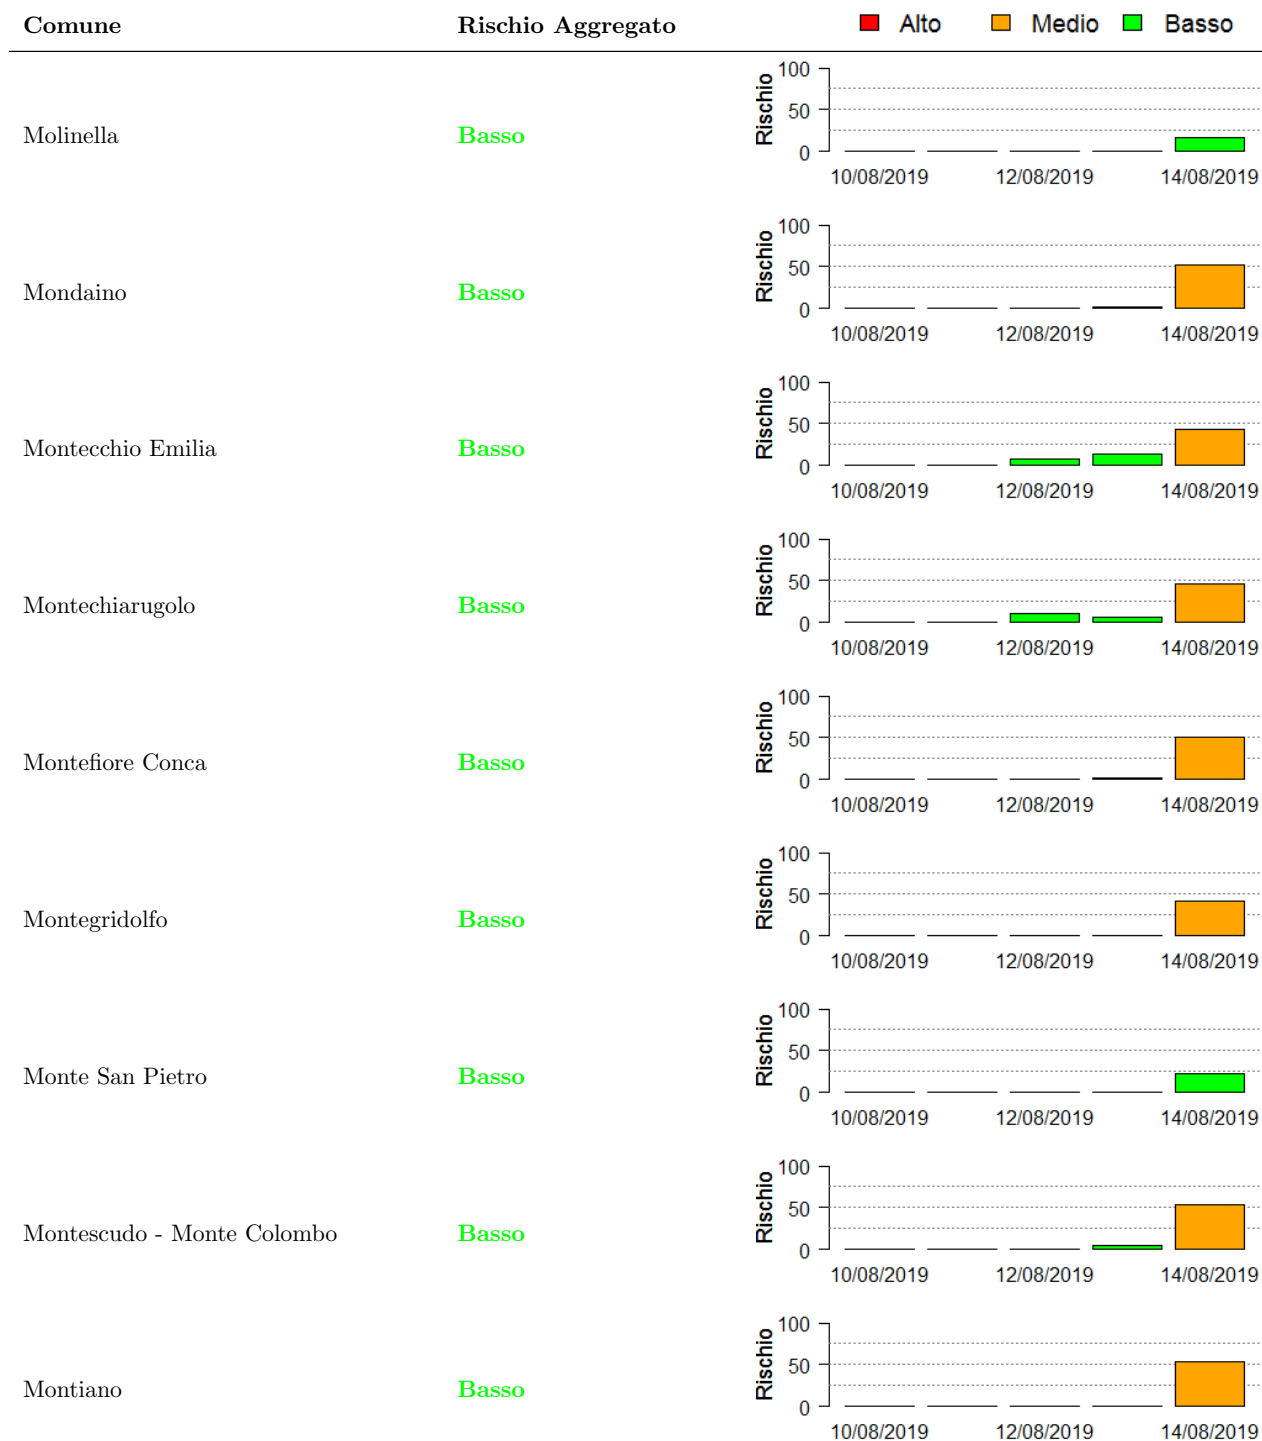 Comune Rischio Aggregato Alto Medio Basso
100
50
0
Rischio
Molinella Basso
10/08/2019 12/08/2019 14/08/2019
100
50
0
Rischio
Mondaino Basso
10/08/2019 12/08/2019 14/08/2019
100
50
0
Rischio
Montecchio Emilia Basso
10/08/2019 12/08/2019 14/08/2019
100
50
0
Rischio
Montechiarugolo Basso
10/08/2019 12/08/2019 14/08/2019
100
50
0
Rischio
Montefiore Conca Basso
10/08/2019 12/08/2019 14/08/2019
100
50
0
Rischio
Montegridolfo Basso
10/08/2019 12/08/2019 14/08/2019
100
50
0
Rischio
Monte San Pietro Basso
10/08/2019 12/08/2019 14/08/2019
100
50
0
Rischio
Montescudo - Monte Colombo Basso
10/08/2019 12/08/2019 14/08/2019
100
50
0
Rischio
Montiano Basso
10/08/2019 12/08/2019 14/08/2019